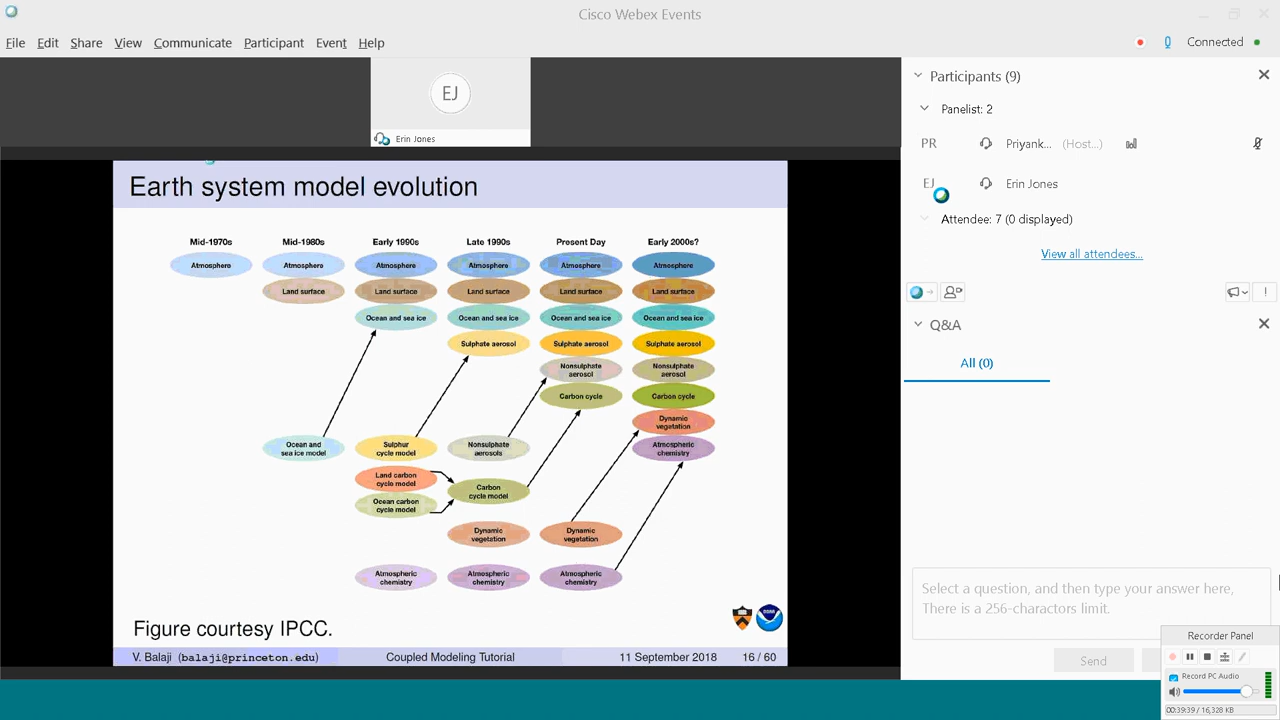 Cisco Webex Events
File Edit Share View Communicate Participant Event Help
Connected
EJ
Erin Jones
Participants (9)
Panelist: 2
PR Priyank... (Host...)
EJ Erin Jones
Attendee: 7 (0 displayed)
View all attendees...
Q&A
All (0)
Select a question, and then type your answer here,
There is a 256-charactors limit.
Send
Recorder Panel
Record PC Audio
00:39:39 / 16,328 KB
Earth system model evolution
Mid-1970s Mid-1980s Early 1990s Late 1990s Present Day Early 2000s?
Atmosphere Atmosphere Atmosphere Atmosphere Atmosphere Atmosphere
Land surface Land surface Land surface Land surface Land surface
Ocean and sea ice Ocean and sea ice Ocean and sea ice Ocean and sea ice
Sulphate aerosol Sulphate aerosol Sulphate aerosol
Nonsulphate aerosol Nonsulphate aerosol
Carbon cycle Carbon cycle
Dynamic vegetation
Ocean and sea ice model Sulphur cycle model Nonsulphate aerosols Atmospheric chemistry
Land carbon cycle model
Carbon cycle model
Ocean carbon cycle model
Dynamic vegetation Dynamic vegetation
Atmospheric chemistry Atmospheric chemistry Atmospheric chemistry
Figure courtesy IPCC.
V. Balaji (balaji@princeton.edu) Coupled Modeling Tutorial 11 September 2018 16 / 60